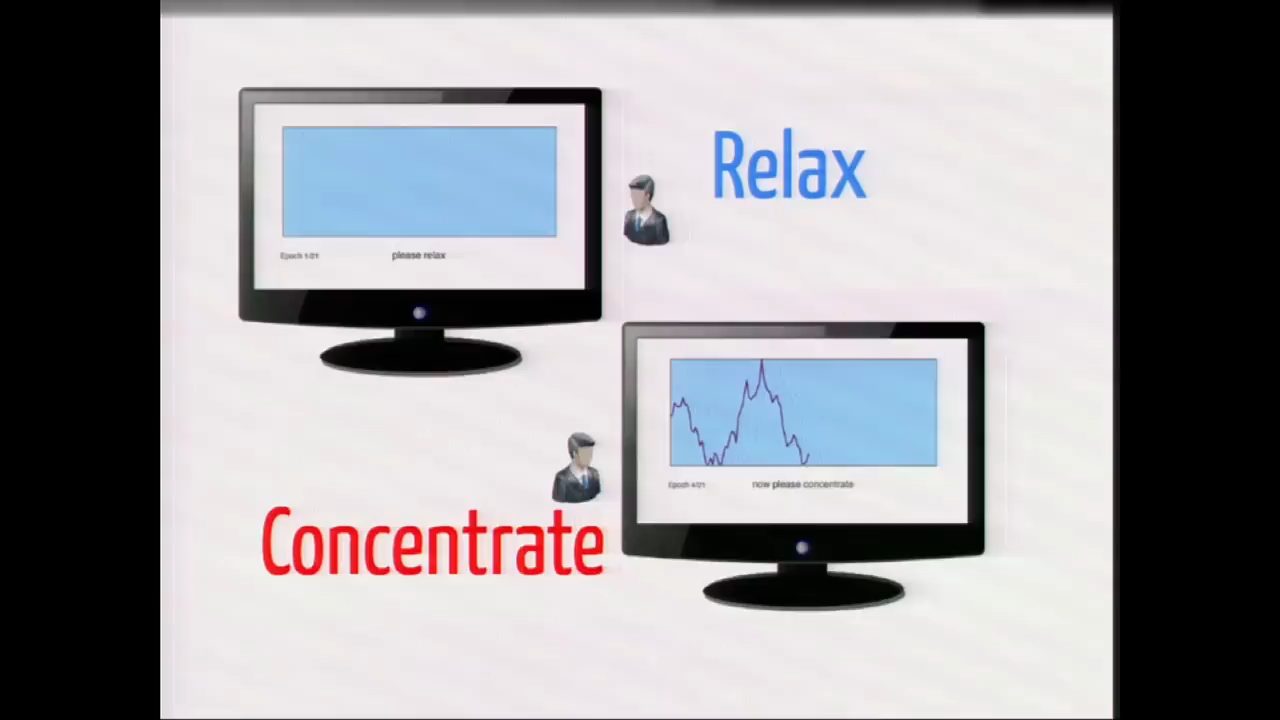 Relax
Epoch 1/21
please relax
Epoch 4/21
now please concentrate
Concentrate